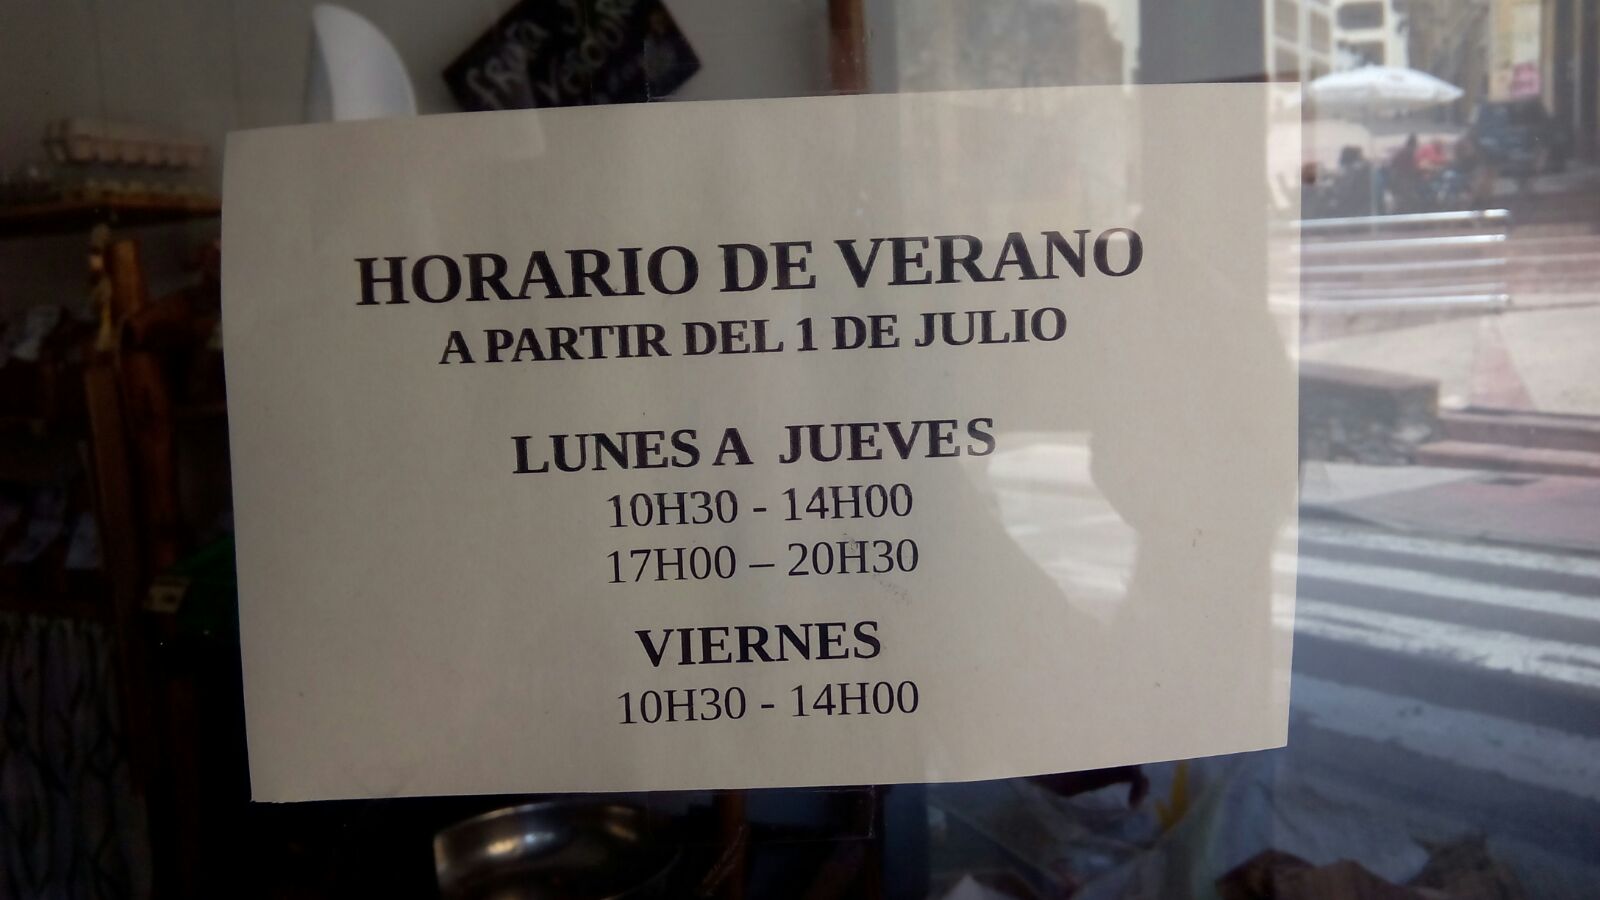 HORARIO DE VERANO
A PARTIR DEL 1 DE JULIO
LUNES A JUEVES
10H30 - 14H00
17H00 – 20H30
VIERNES
10H30 - 14H00